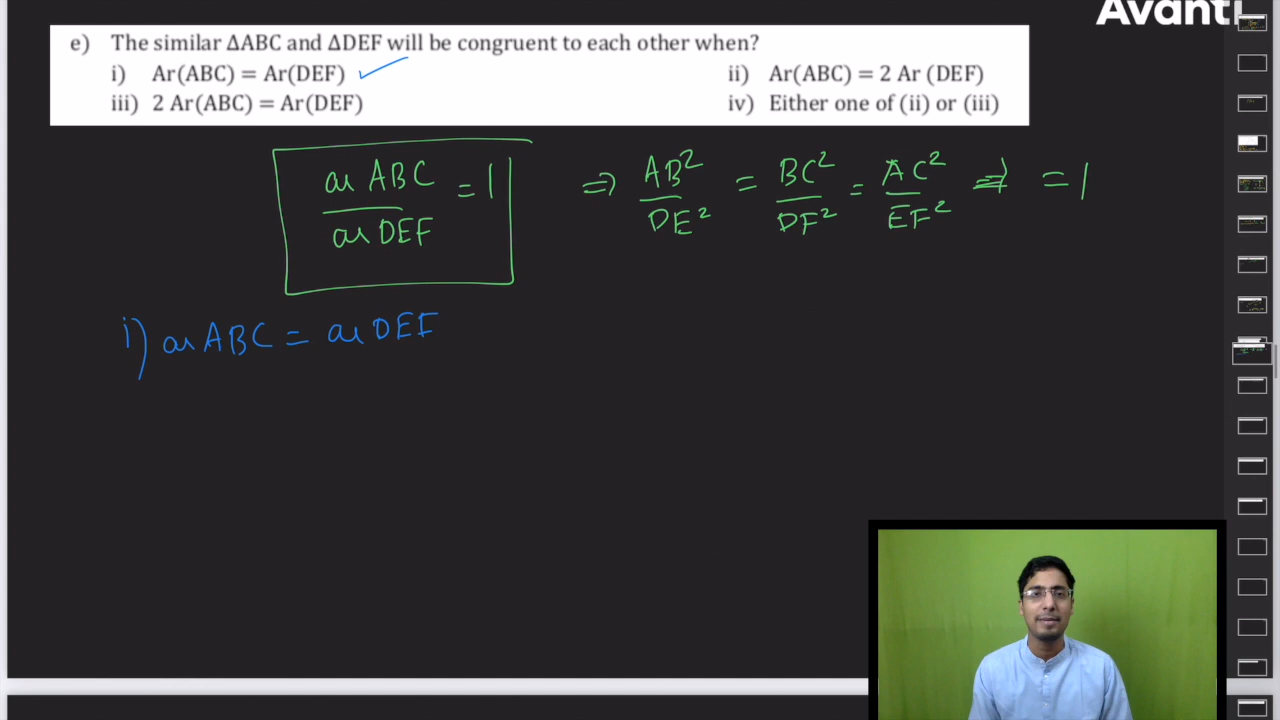 Avanti
e) The similar ΔABC and ΔDEF will be congruent to each other when?
i) Ar(ABC) = Ar(DEF) ii) Ar(ABC) = 2 Ar (DEF)
iii) 2 Ar(ABC) = Ar(DEF) iv) Either one of (ii) or (iii)
ar ABC / ar DEF = 1 ⇒ AB² / DE² = BC² / DF² = AC² / EF² = 1
i) ar ABC = ar DEF